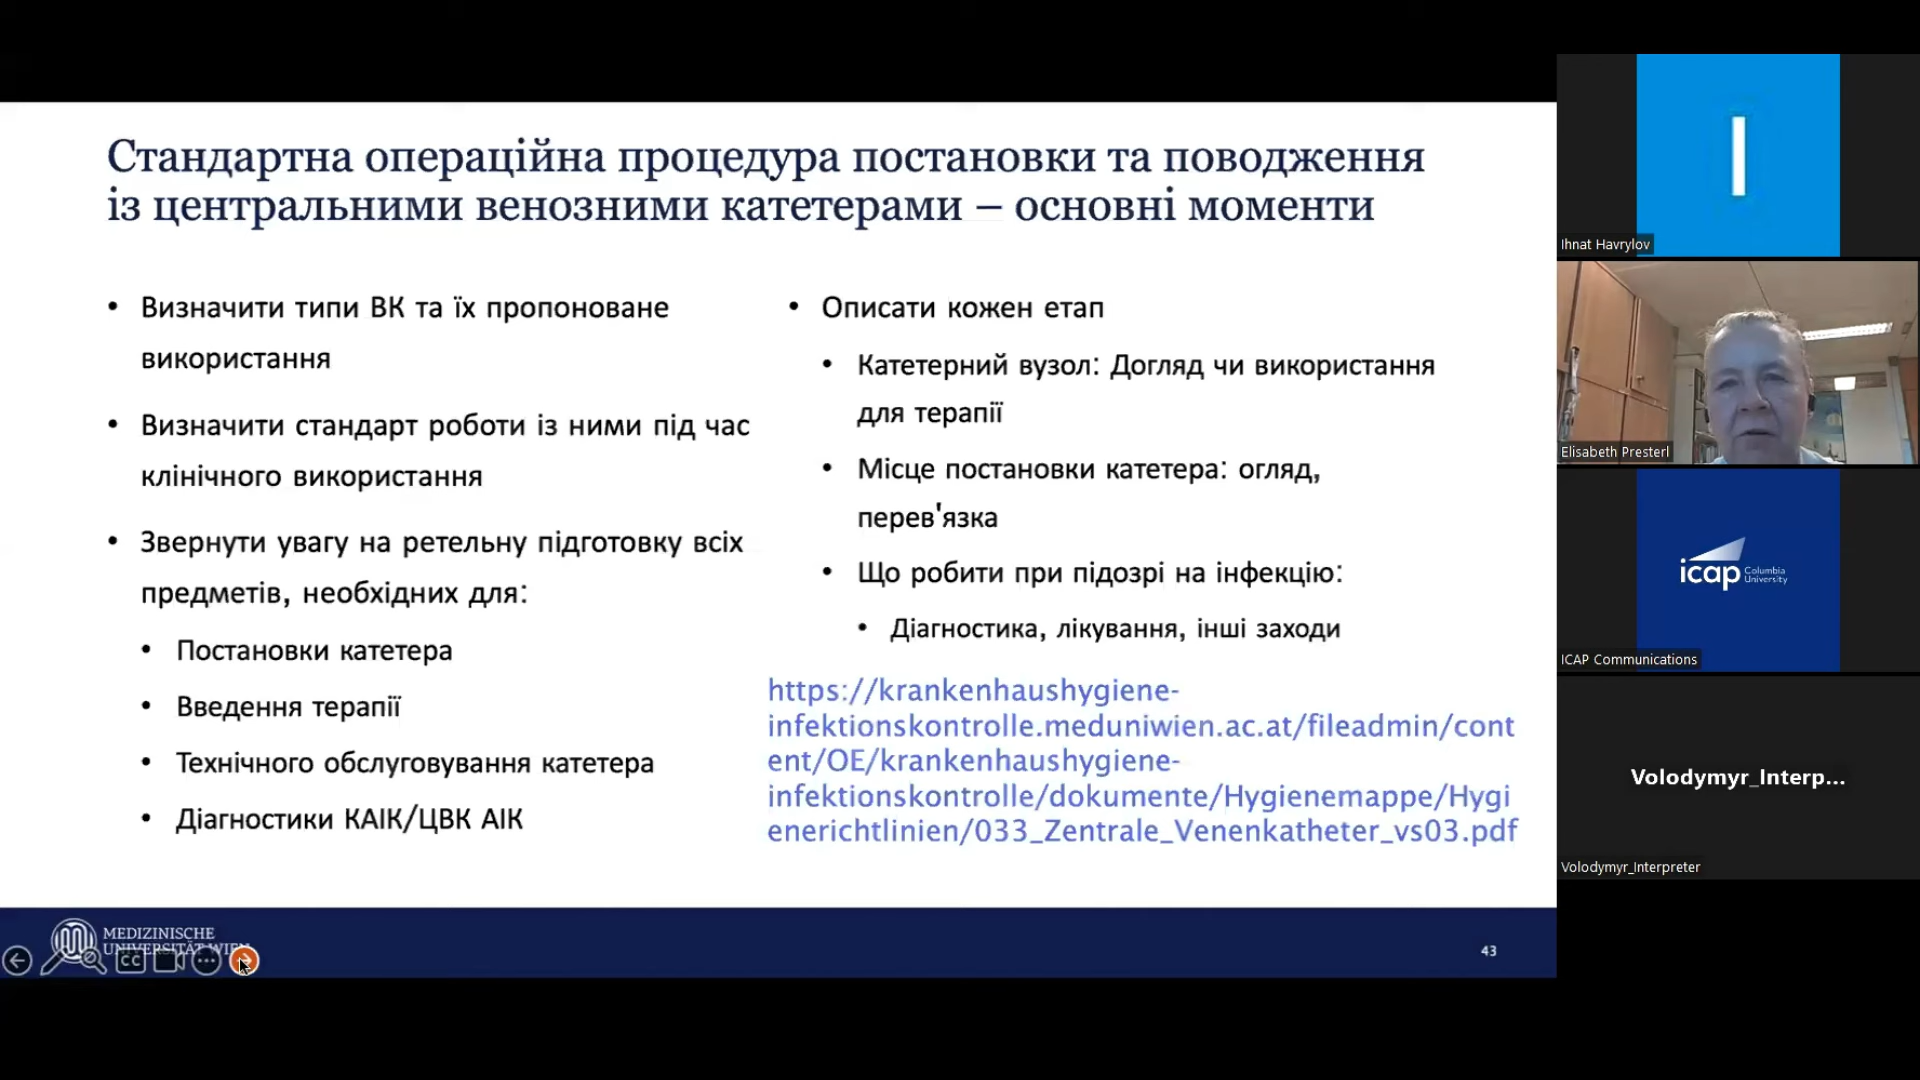 Стандартна операційна процедура постановки та поводження
із центральними венозними катетерами – основні моменти
• Визначити типи ВК та їх пропоноване
використання
• Визначити стандарт роботи із ними під час
клінічного використання
• Звернути увагу на ретельну підготовку всіх
предметів, необхідних для:
• Постановки катетера
• Введення терапії
• Технічного обслуговування катетера
• Діагностики КАІК/ЦВК АІК
• Описати кожен етап
• Катетерний вузол: Догляд чи використання
для терапії
• Місце постановки катетера: огляд,
перев'язка
• Що робити при підозрі на інфекцію:
• Діагностика, лікування, інші заходи
https://krankenhaushygiene-
infektionskontrolle.meduniwien.ac.at/fileadmin/cont
ent/OE/krankenhaushygiene-
infektionskontrolle/dokumente/Hygienemappe/Hygi
enerichtlinien/033_Zentrale_Venenkatheter_vs03.pdf
MEDIZINISCHE
UNIVERSITÄT WIEN
CC
43
I
Ihnat Havrylov
Elisabeth Presterl
icap Columbia
University
ICAP Communications
Volodymyr_Interp...
Volodymyr_Interpreter